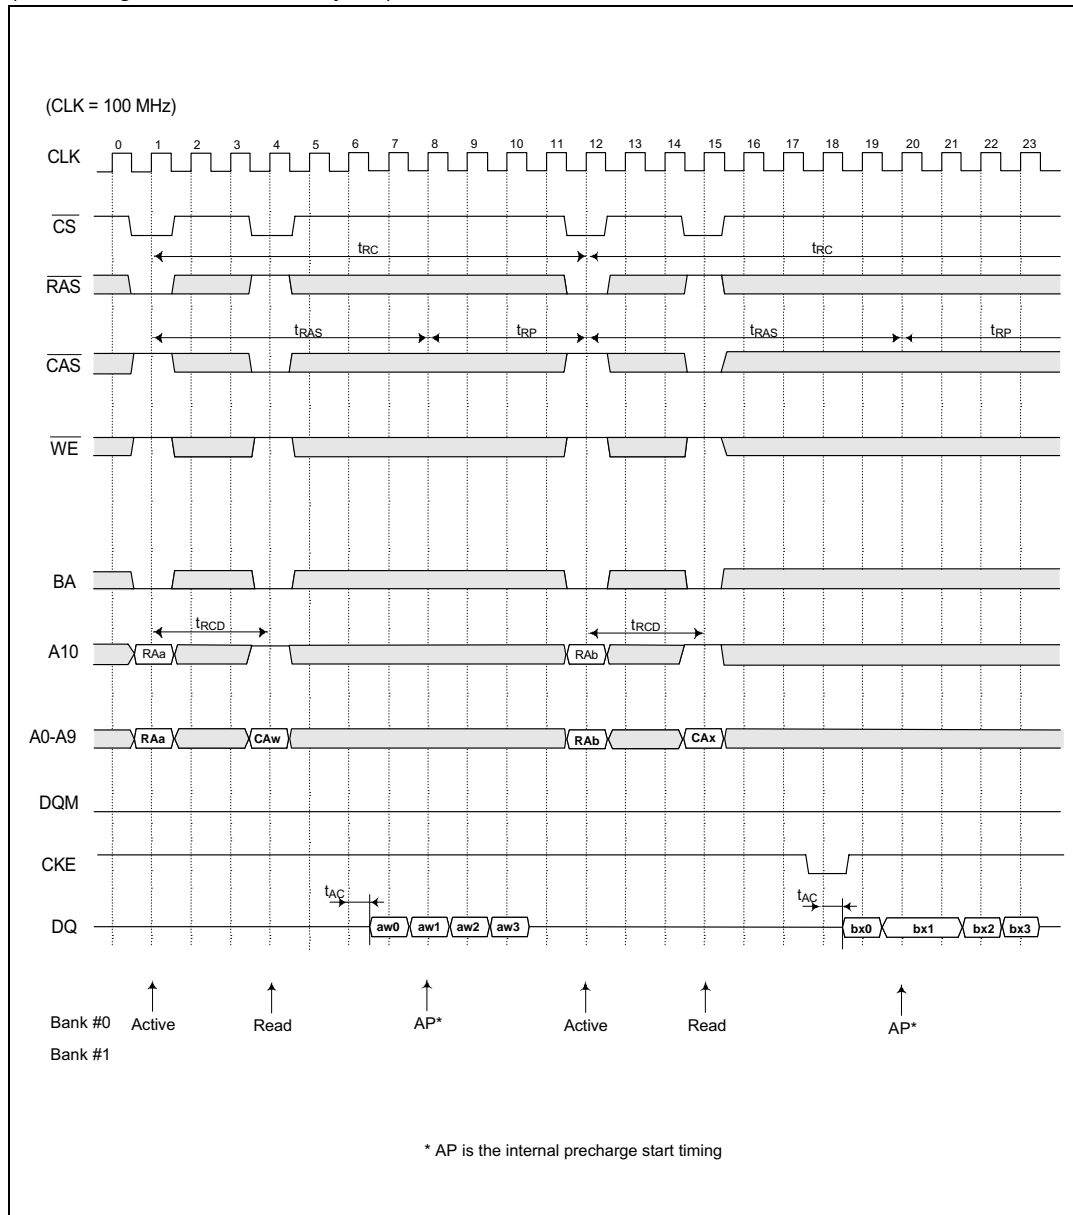 (CLK = 100 MHz)
0 1 2 3 4 5 6 7 8 9 10 11 12 13 14 15 16 17 18 19 20 21 22 23
CLK
CS
tRC tRC
RAS
tRAS tRP tRAS tRP
CAS
WE
BA
tRCD tRCD
A10 RAa RAb
A0-A9 RAa CAw RAb CAx
DQM
CKE
tAC tAC
DQ aw0 aw1 aw2 aw3 bx0 bx1 bx2 bx3
Bank #0 Active Read AP* Active Read AP*
Bank #1
* AP is the internal precharge start timing